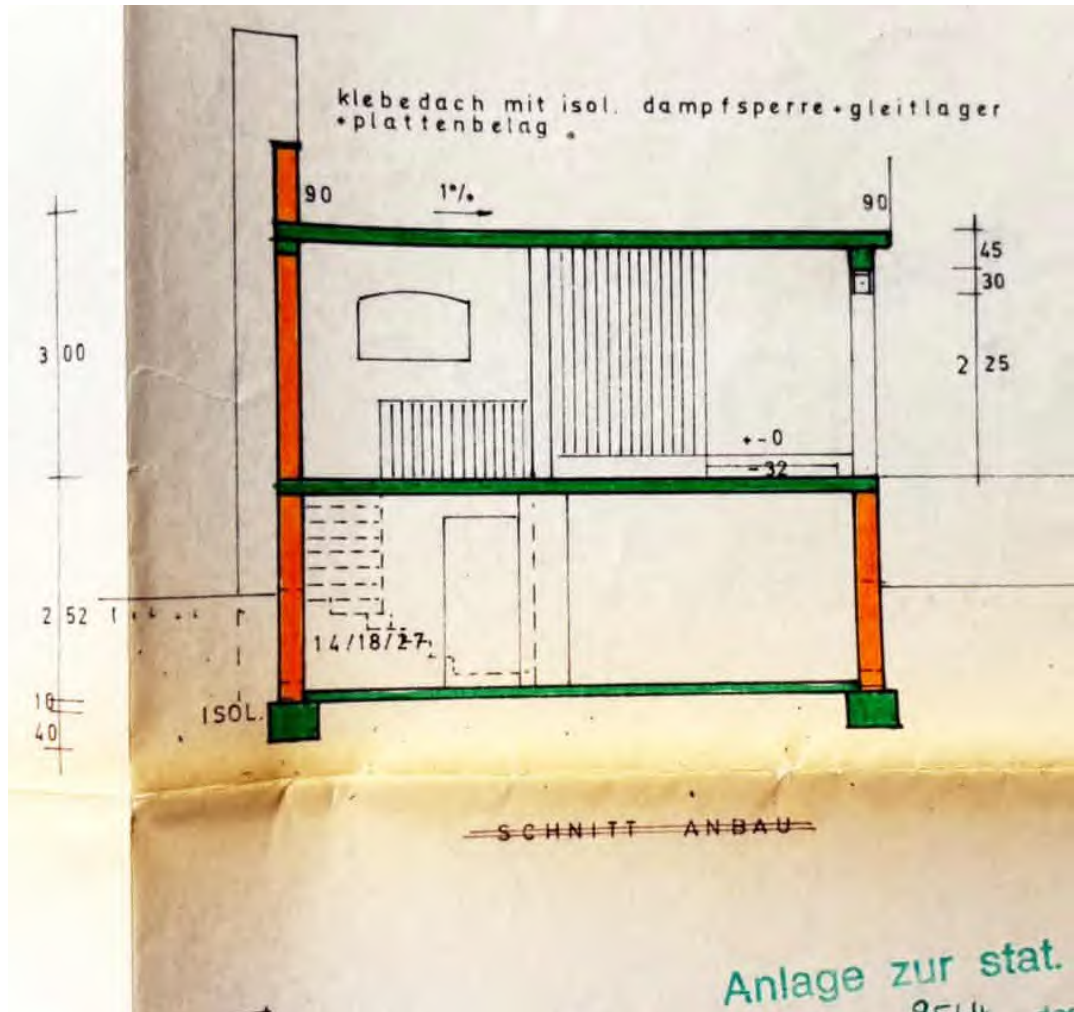 klebedach mit isol. dampfsperre + gleitlager
+ plattenbelag .
90
1%
90
45
30
3 00
2 25
+-0
-32
2 52
14/18/27
10
40
ISOL.
SCHNITT ANBAU
Anlage zur stat.